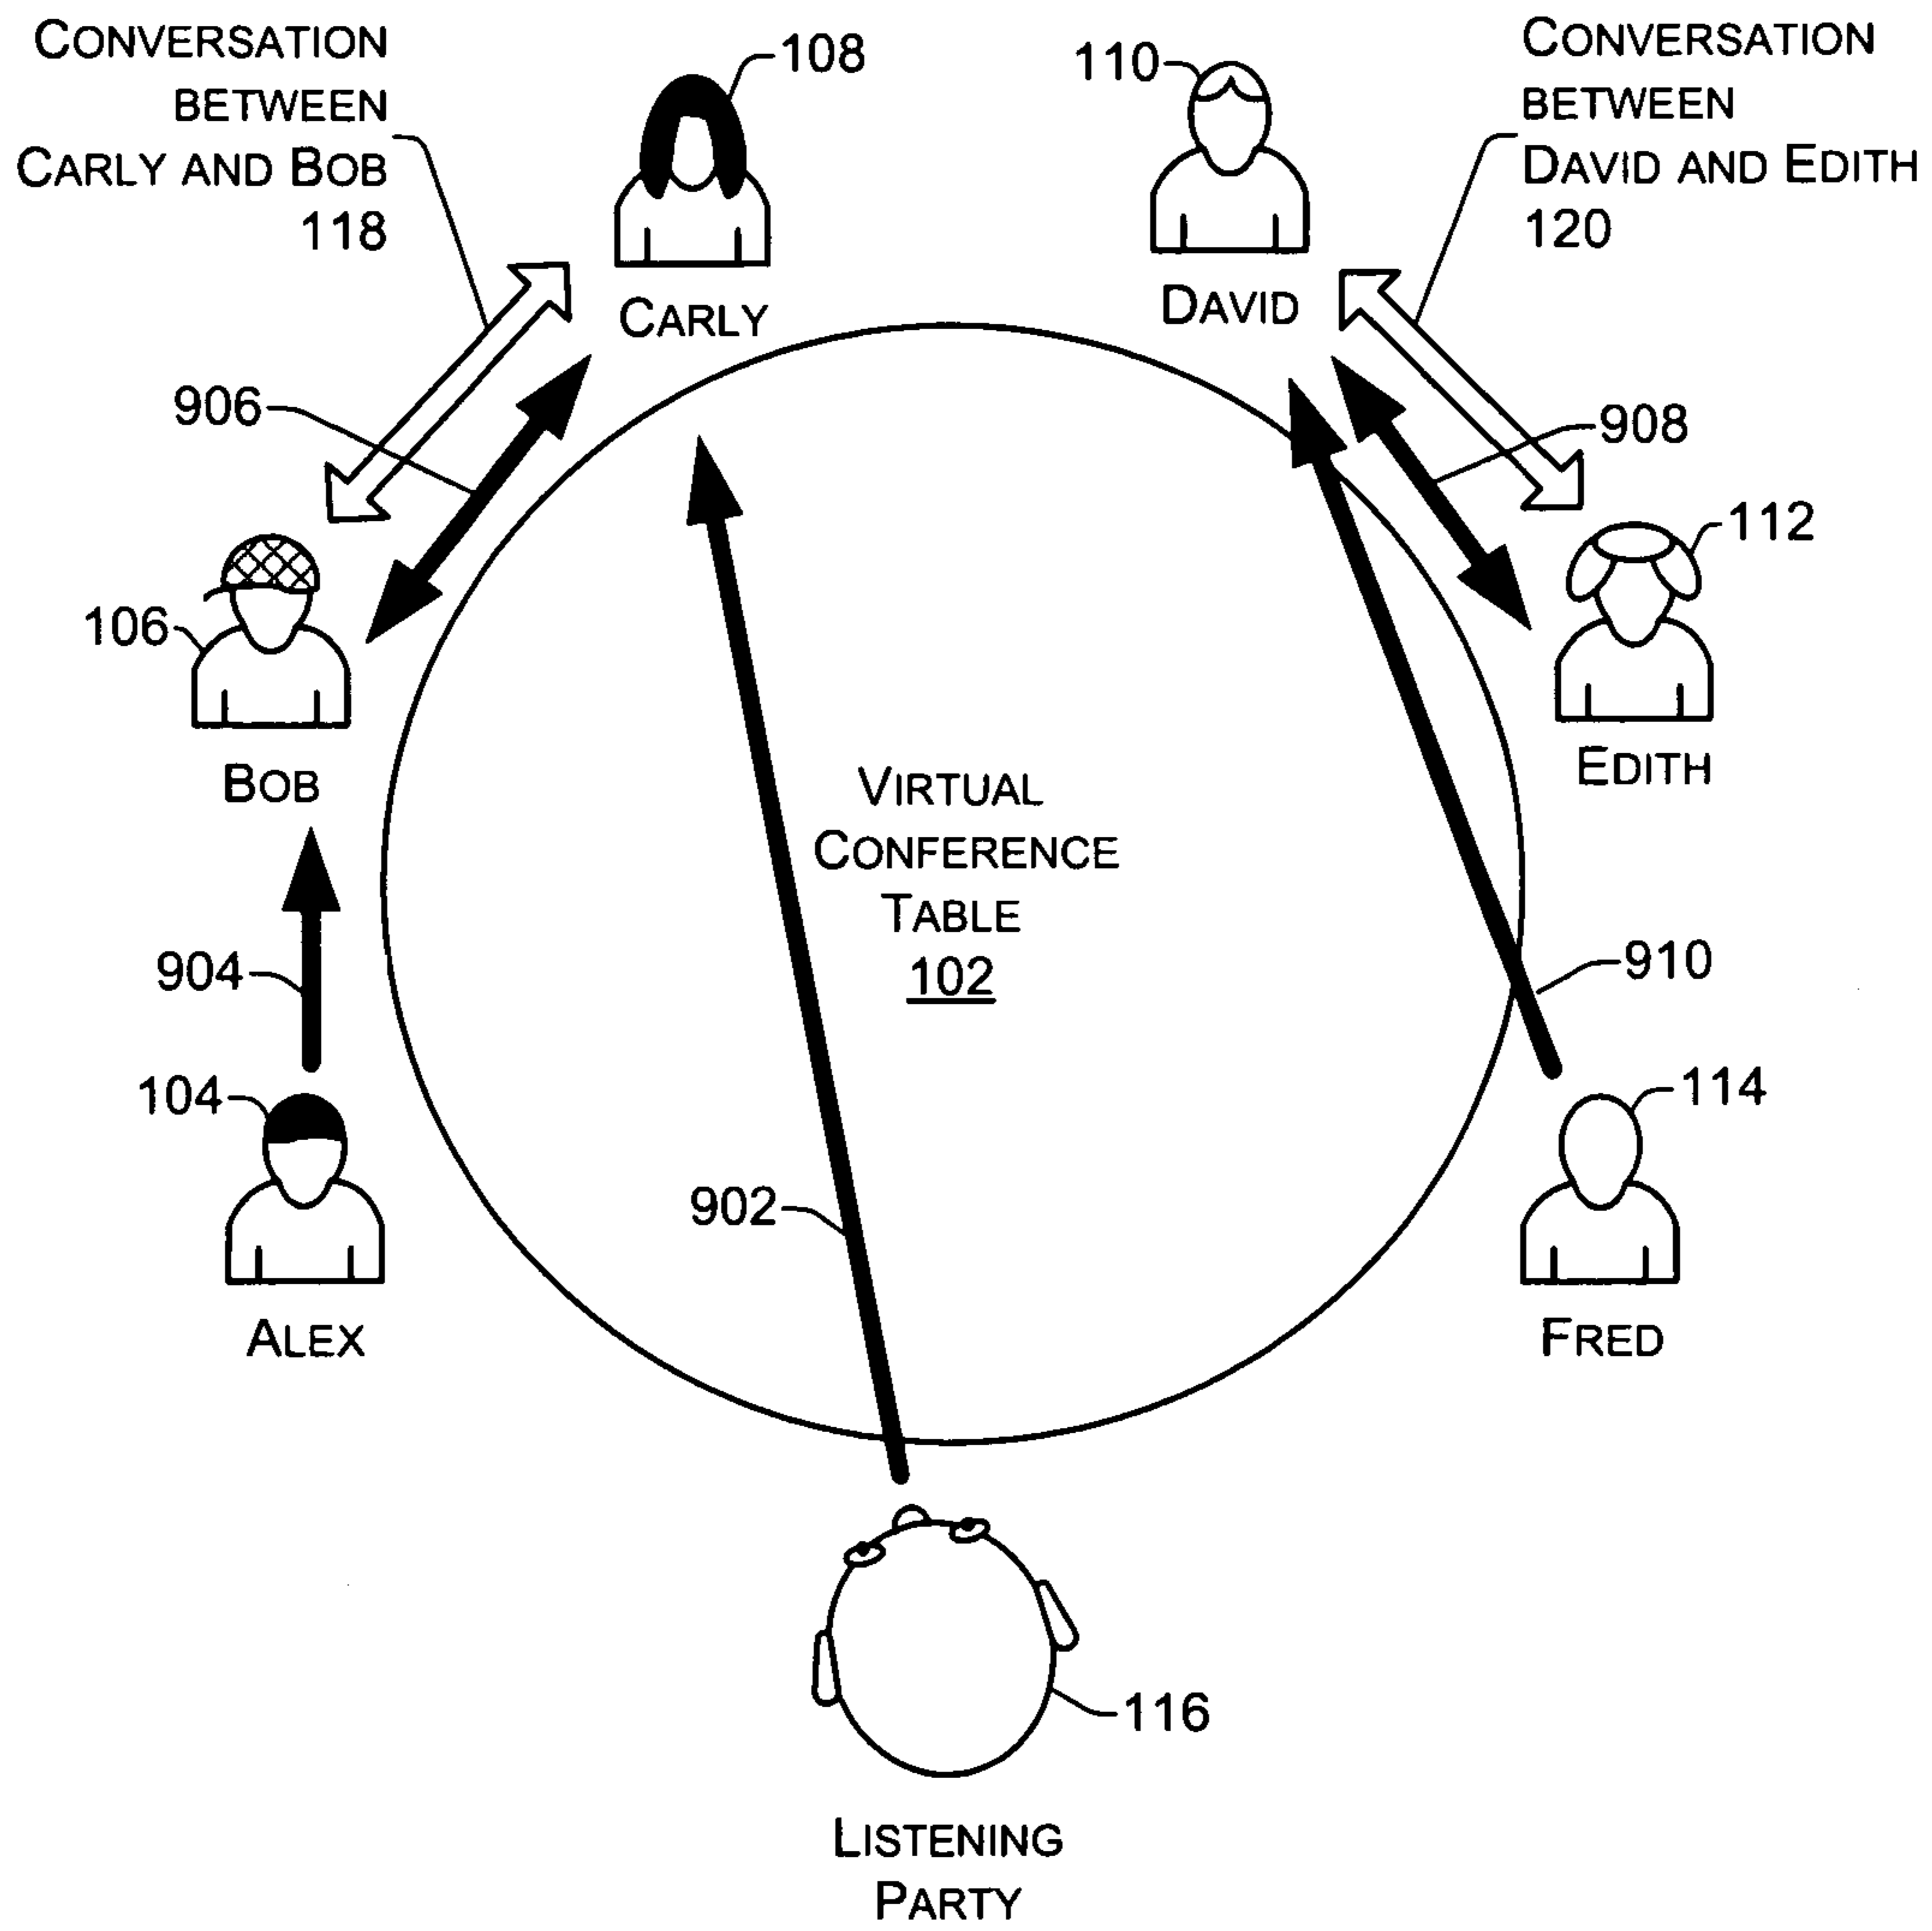 CONVERSATION
BETWEEN
CARLY AND BOB
118
108
110
CONVERSATION
BETWEEN
DAVID AND EDITH
120
CARLY
DAVID
906
908
112
106
BOB
EDITH
VIRTUAL
CONFERENCE
TABLE
102
904
910
104
114
902
ALEX
FRED
116
LISTENING
PARTY